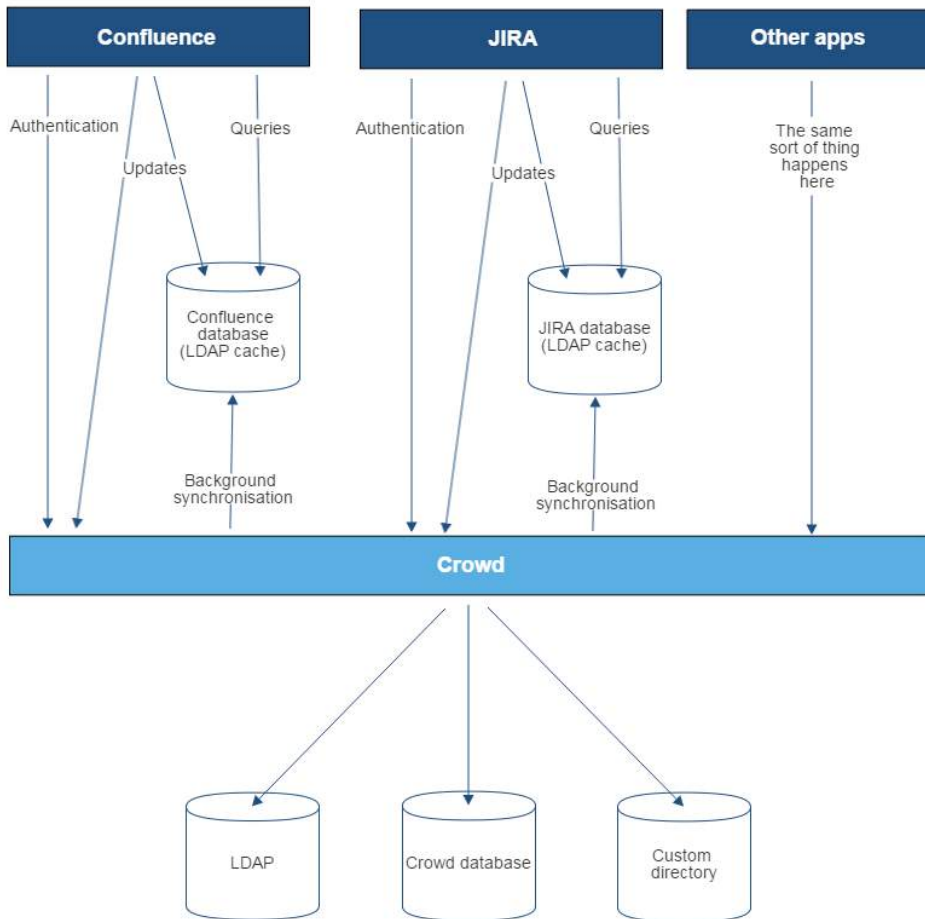 Confluence
JIRA
Other apps
Authentication
Queries
Updates
Authentication
Queries
Updates
The same
sort of thing
happens
here
Confluence
database
(LDAP cache)
JIRA database
(LDAP cache)
Background
synchronisation
Background
synchronisation
Crowd
LDAP
Crowd database
Custom
directory